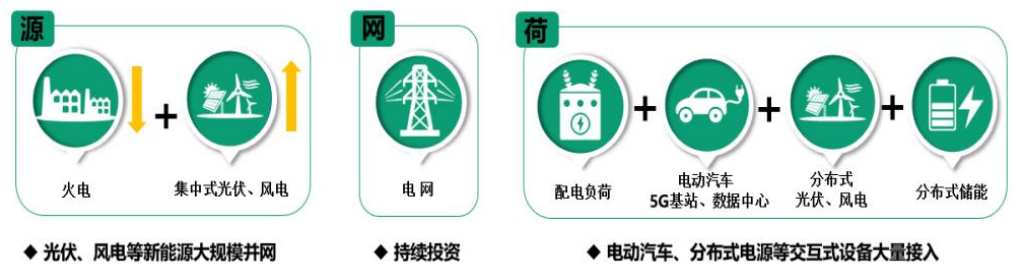 源
火电
集中式光伏、风电
◆ 光伏、风电等新能源大规模并网
网
电网
◆ 持续投资
荷
配电负荷
电动汽车
5G基站、数据中心
分布式
光伏、风电
分布式储能
◆ 电动汽车、分布式电源等交互式设备大量接入